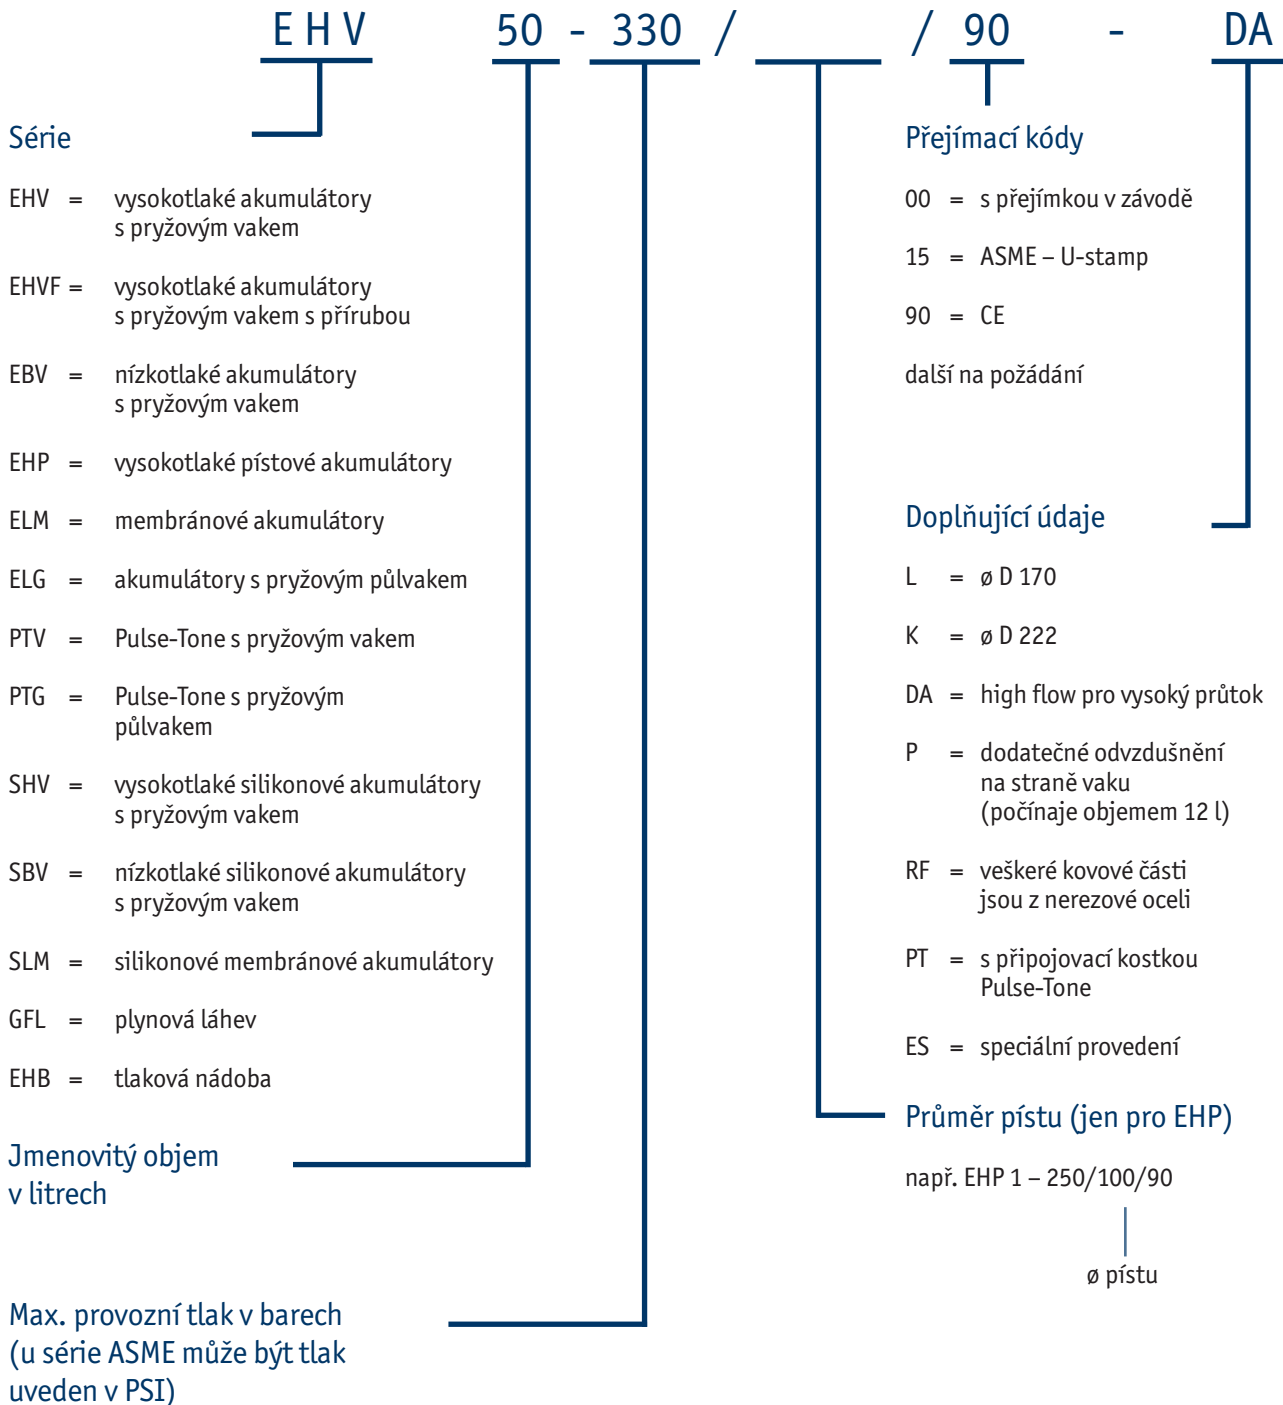 EHV 50 - 330 / / 90 - DA
Série
EHV = vysokotlaké akumulátory
s pryžovým vakem
EHVF = vysokotlaké akumulátory
s pryžovým vakem s přírubou
EBV = nízkotlaké akumulátory
s pryžovým vakem
EHP = vysokotlaké pístové akumulátory
ELM = membránové akumulátory
ELG = akumulátory s pryžovým půlvakem
PTV = Pulse-Tone s pryžovým vakem
PTG = Pulse-Tone s pryžovým
půlvakem
SHV = vysokotlaké silikonové akumulátory
s pryžovým vakem
SBV = nízkotlaké silikonové akumulátory
s pryžovým vakem
SLM = silikonové membránové akumulátory
GFL = plynová láhev
EHB = tlaková nádoba
Jmenovitý objem
v litrech
Max. provozní tlak v barech
(u série ASME může být tlak
uveden v PSI)
Přejímací kódy
00 = s přejímkou v závodě
15 = ASME – U-stamp
90 = CE
další na požádání
Doplňující údaje
L = ø D 170
K = ø D 222
DA = high flow pro vysoký průtok
P = dodatečné odvzdušnění
na straně vaku
(počínaje objemem 12 l)
RF = veškeré kovové části
jsou z nerezové oceli
PT = s připojovací kostkou
Pulse-Tone
ES = speciální provedení
Průměr pístu (jen pro EHP)
např. EHP 1 – 250/100/90
ø pístu